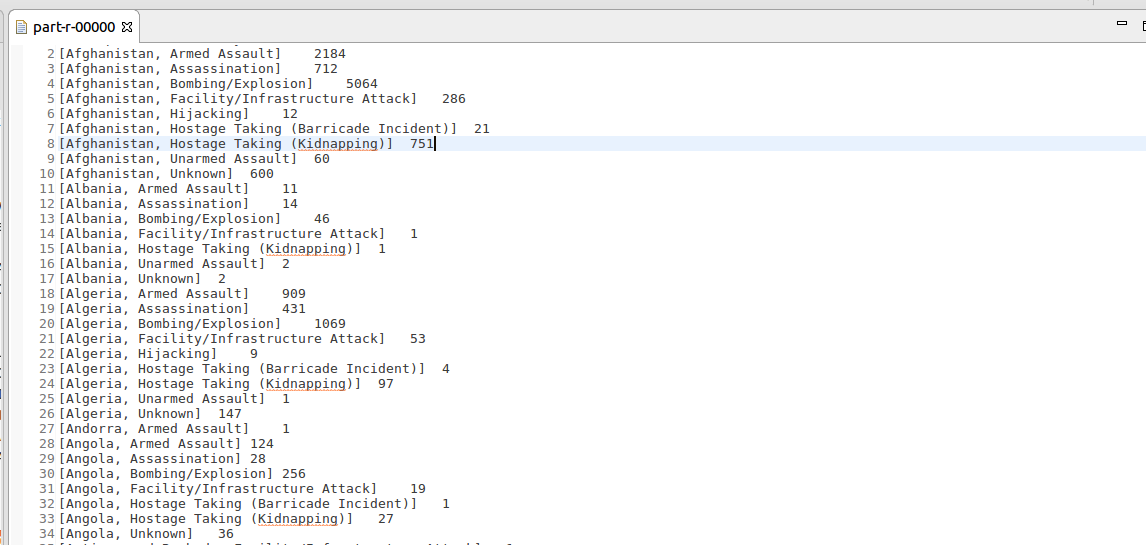 part-r-00000
2 [Afghanistan, Armed Assault] 2184
3 [Afghanistan, Assassination] 712
4 [Afghanistan, Bombing/Explosion] 5064
5 [Afghanistan, Facility/Infrastructure Attack] 286
6 [Afghanistan, Hijacking] 12
7 [Afghanistan, Hostage Taking (Barricade Incident)] 21
8 [Afghanistan, Hostage Taking (Kidnapping)] 751
9 [Afghanistan, Unarmed Assault] 60
10 [Afghanistan, Unknown] 600
11 [Albania, Armed Assault] 11
12 [Albania, Assassination] 14
13 [Albania, Bombing/Explosion] 46
14 [Albania, Facility/Infrastructure Attack] 1
15 [Albania, Hostage Taking (Kidnapping)] 1
16 [Albania, Unarmed Assault] 2
17 [Albania, Unknown] 2
18 [Algeria, Armed Assault] 909
19 [Algeria, Assassination] 431
20 [Algeria, Bombing/Explosion] 1069
21 [Algeria, Facility/Infrastructure Attack] 53
22 [Algeria, Hijacking] 9
23 [Algeria, Hostage Taking (Barricade Incident)] 4
24 [Algeria, Hostage Taking (Kidnapping)] 97
25 [Algeria, Unarmed Assault] 1
26 [Algeria, Unknown] 147
27 [Andorra, Armed Assault] 1
28 [Angola, Armed Assault] 124
29 [Angola, Assassination] 28
30 [Angola, Bombing/Explosion] 256
31 [Angola, Facility/Infrastructure Attack] 19
32 [Angola, Hostage Taking (Barricade Incident)] 1
33 [Angola, Hostage Taking (Kidnapping)] 27
34 [Angola, Unknown] 36